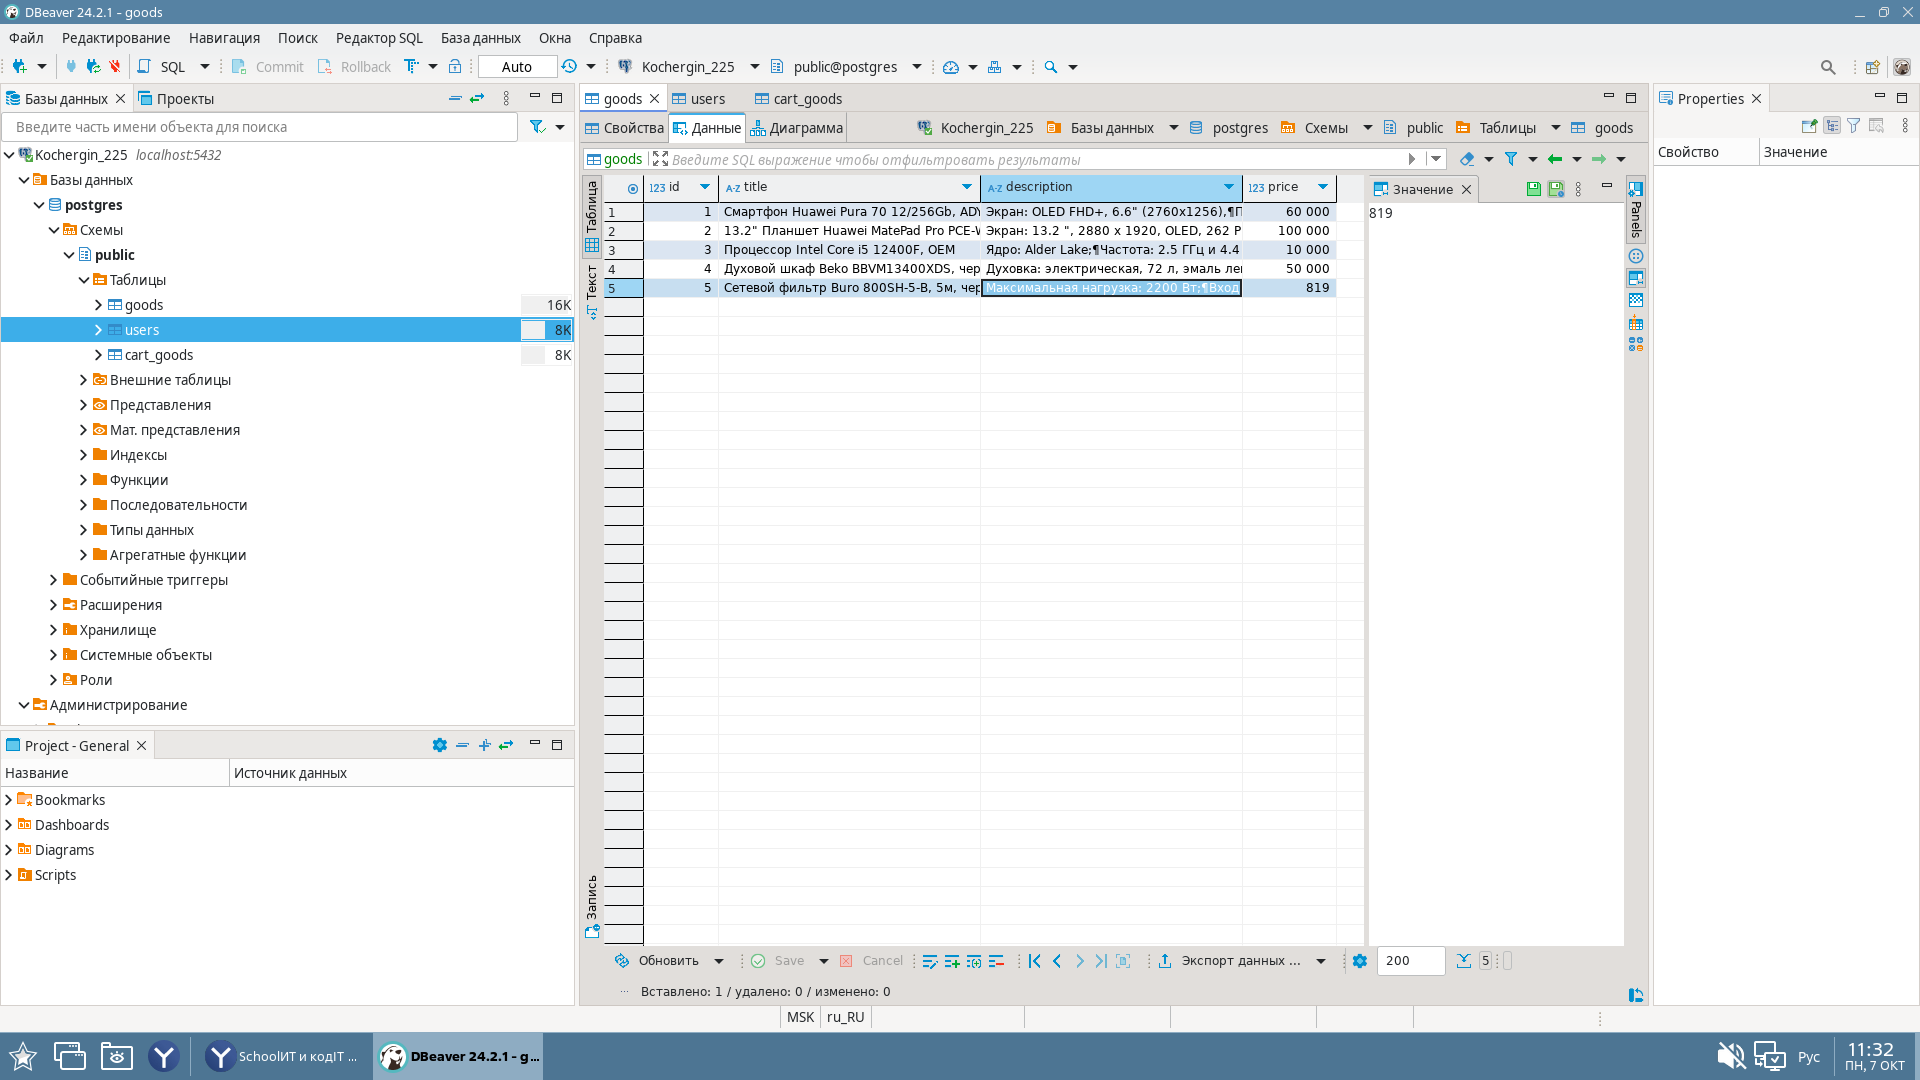 DBeaver 24.2.1 - goods
Файл Редактирование Навигация Поиск Редактор SQL База данных Окна Справка
SQL Commit Rollback Auto Kochergin_225 public@postgres
Базы данных Проекты
Введите часть имени объекта для поиска
Kochergin_225 localhost:5432
Базы данных
postgres
Схемы
public
Таблицы
goods 16K
users 8K
cart_goods 8K
Внешние таблицы
Представления
Мат. представления
Индексы
Функции
Последовательности
Типы данных
Агрегатные функции
Событийные триггеры
Расширения
Хранилище
Системные объекты
Роли
Администрирование
Project - General
Название Источник данных
Bookmarks
Dashboards
Diagrams
Scripts
goods users cart_goods
Свойства Данные Диаграмма Kochergin_225 Базы данных postgres Схемы public Таблицы goods
goods Введите SQL выражение чтобы отфильтровать результаты
Таблица
Текст
Запись
123 id A-Z title A-Z description 123 price
1 1 Смартфон Huawei Pura 70 12/256Gb, ADY Экран: OLED FHD+, 6.6" (2760x1256),¶П 60 000
2 2 13.2" Планшет Huawei MatePad Pro PCE-W Экран: 13.2 ", 2880 x 1920, OLED, 262 P 100 000
3 3 Процессор Intel Core i5 12400F, OEM Ядро: Alder Lake;¶Частота: 2.5 ГГц и 4.4 10 000
4 4 Духовой шкаф Beko BBVM13400XDS, чер Духовка: электрическая, 72 л, эмаль ле 50 000
5 5 Сетевой фильтр Buro 800SH-5-B, 5м, чер Максимальная нагрузка: 2200 Вт;¶Вход 819
Значение
819
Panels
Обновить Save Cancel Экспорт данных ... 200 5
Вставлено: 1 / удалено: 0 / изменено: 0
Properties
Свойство Значение
MSK ru_RU
SchoolИТ и кодIT ... DBeaver 24.2.1 - g... Рус 11:32
ПН, 7 ОКТ